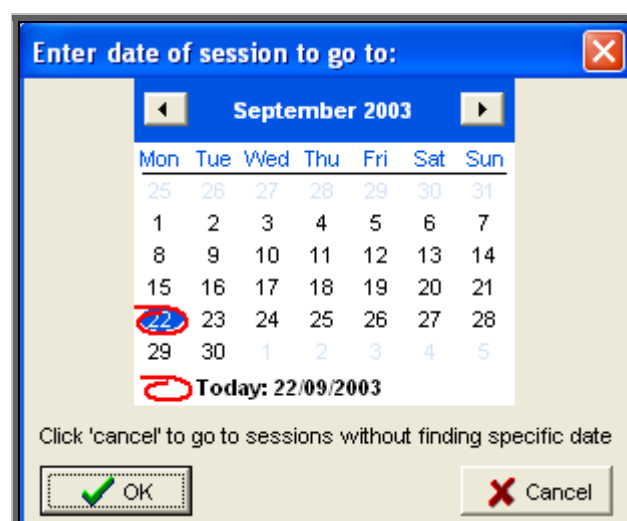 Enter date of session to go to:
September 2003
Mon Tue Wed Thu Fri Sat Sun
25 26 27 28 29 30 31
1 2 3 4 5 6 7
8 9 10 11 12 13 14
15 16 17 18 19 20 21
22 23 24 25 26 27 28
29 30 1 2 3 4 5
Today: 22/09/2003
Click 'cancel' to go to sessions without finding specific date
OK Cancel